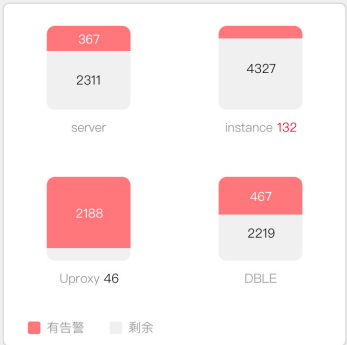 367
2311
server
4327
instance 132
2188
Uproxy 46
467
2219
DBLE
有告警 剩余